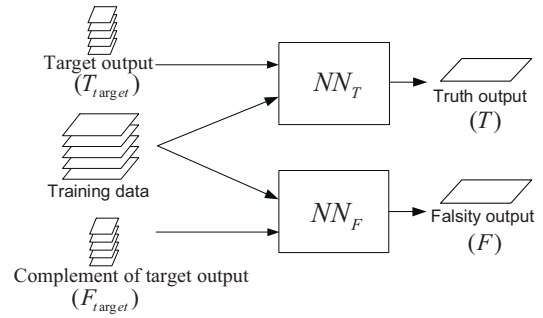 Target output
(T_target)
NN_T
Truth output
(T)
Training data
NN_F
Falsity output
(F)
Complement of target output
(F_target)